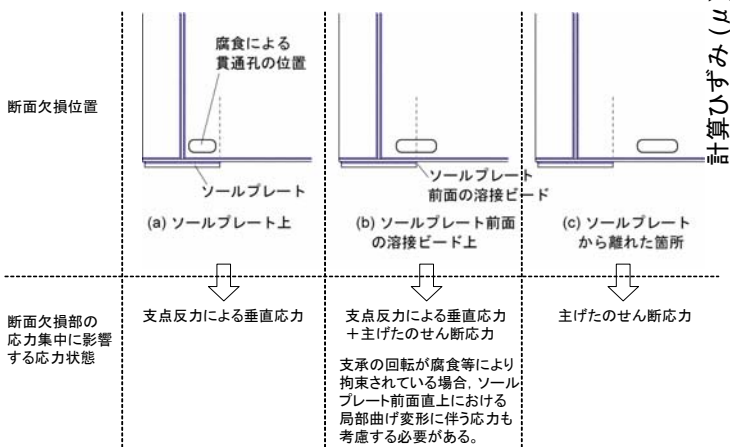 断面欠損位置
腐食による
貫通孔の位置
ソールプレート
(a) ソールプレート上
ソールプレート
前面の溶接ビード
(b) ソールプレート前面
の溶接ビード上
(c) ソールプレート
から離れた箇所
断面欠損部の
応力集中に影響
する応力状態
支点反力による垂直応力
支点反力による垂直応力
＋主げたのせん断応力
支承の回転が腐食等により
拘束されている場合，ソール
プレート前面直上における
局部曲げ変形に伴う応力も
考慮する必要がある。
主げたのせん断応力
計算ひずみ(μ